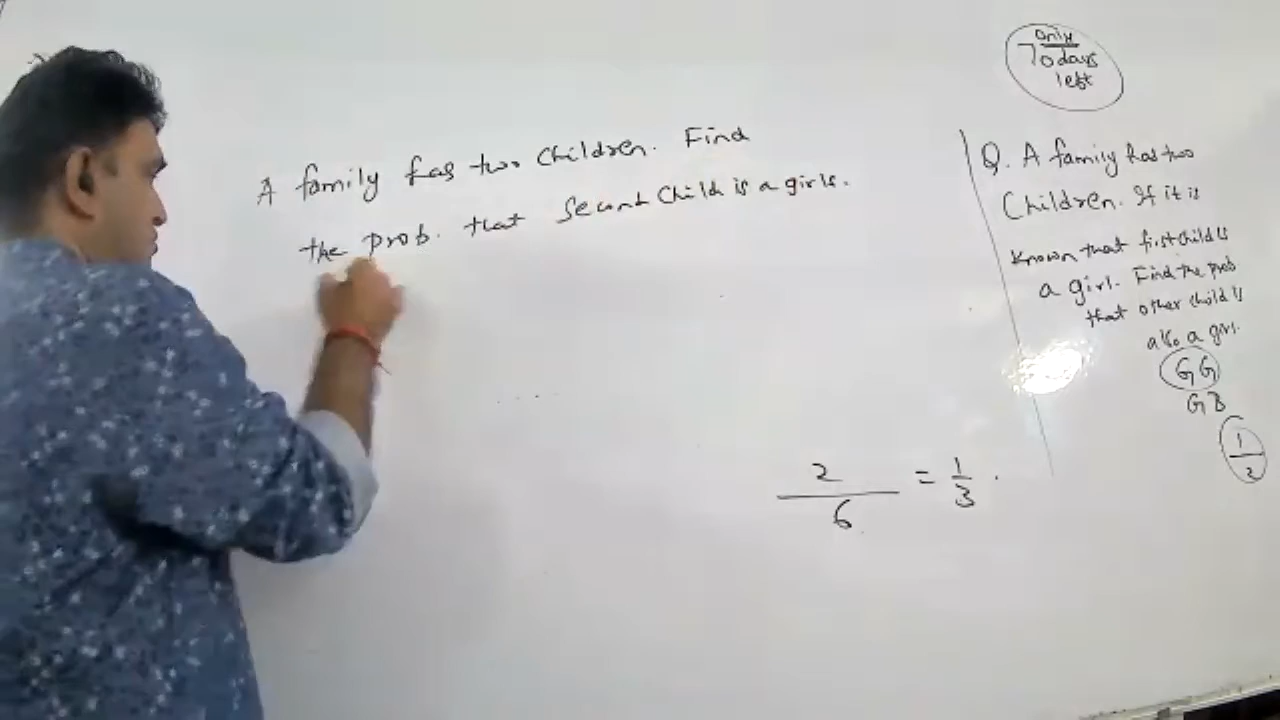 only
70 days
left
A family has two children. Find
the prob. that second child is a girls.
Q. A family has two
Children. If it is
known that first child is
a girl. Find the prob
that other child is
also a girl.
GG
GB
1
2
2
6
= 1
3 .